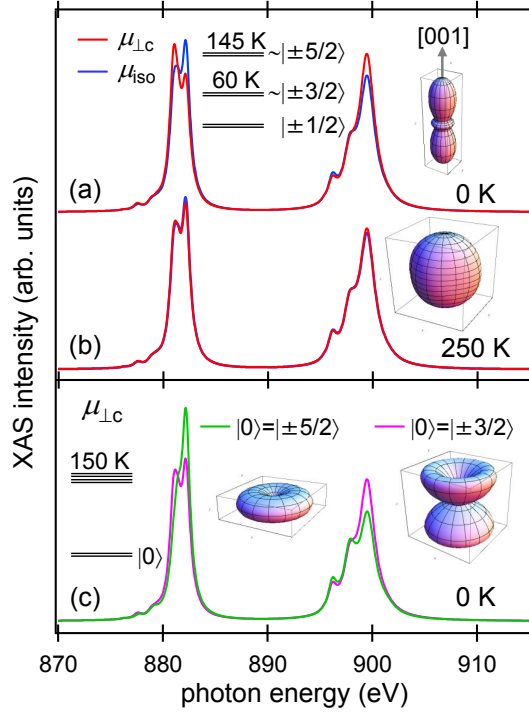 μ⊥c
μiso
145 K
~|±5/2⟩
60 K
~|±3/2⟩
|±1/2⟩
[001]
(a)
0 K
(b)
250 K
μ⊥c
|0⟩=|±5/2⟩
|0⟩=|±3/2⟩
150 K
|0⟩
(c)
0 K
XAS intensity (arb. units)
870
880
890
900
910
photon energy (eV)